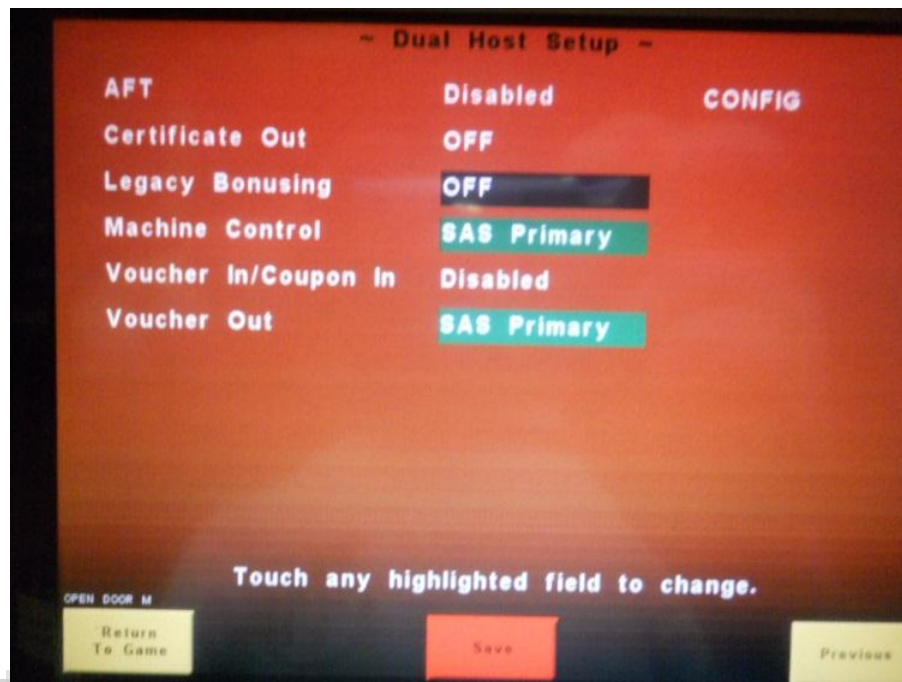 ~ Dual Host Setup ~
AFT Disabled CONFIG
Certificate Out OFF
Legacy Bonusing OFF
Machine Control SAS Primary
Voucher In/Coupon In Disabled
Voucher Out SAS Primary
Touch any highlighted field to change.
OPEN DOOR M
Return
To Game
Save
Previous